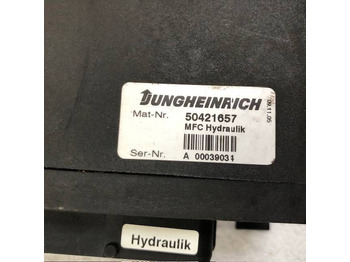 JUNGHEINRICH
Mat-Nr. 50421657
MFC Hydraulik
Ser-Nr. A 00039031
Hydraulik